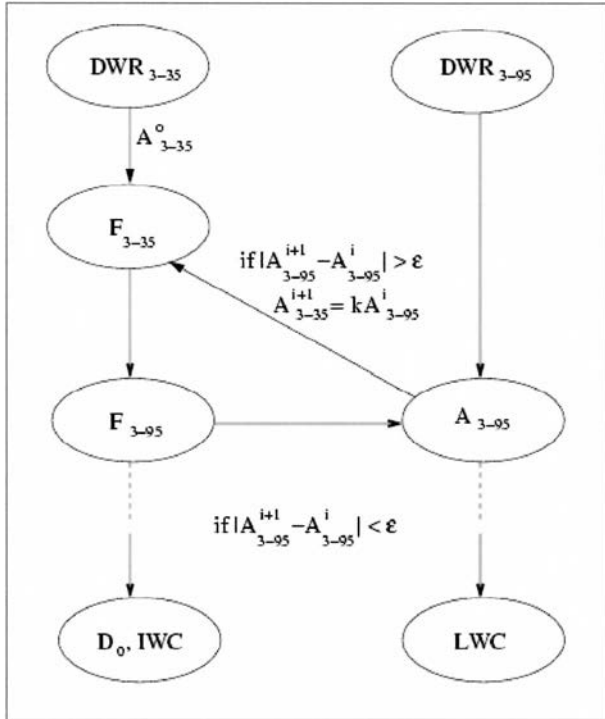 DWR 3–35
DWR 3–95
A° 3–35
F 3–35
if |A^{i+1}_{3–95} – A^{i}_{3–95}| > ε
A^{i+1}_{3–35} = kA^{i}_{3–95}
F 3–95
A 3–95
if |A^{i+1}_{3–95} – A^{i}_{3–95}| < ε
D₀, IWC
LWC